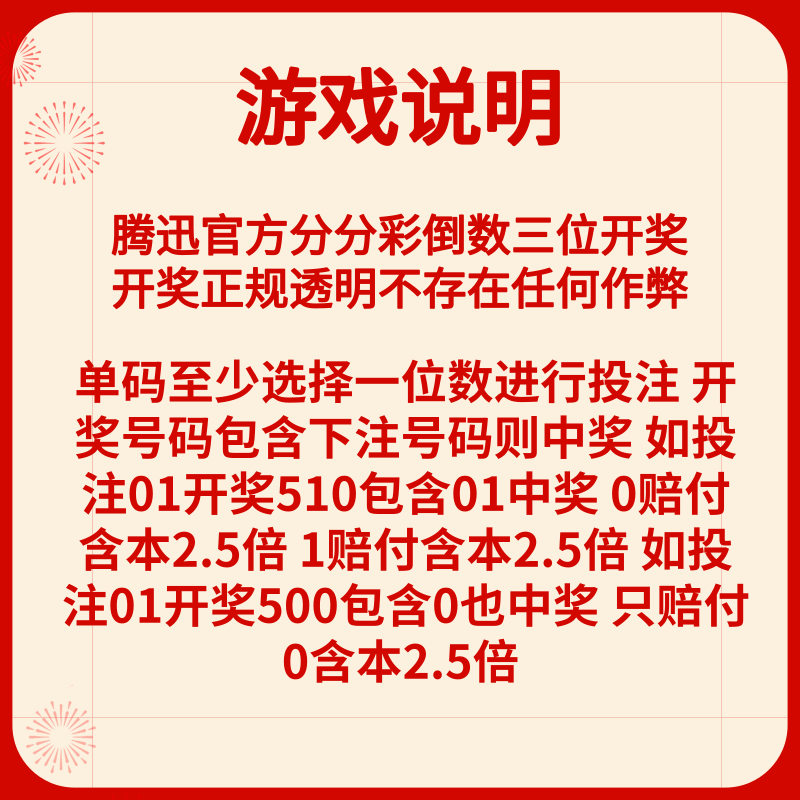 游戏说明
腾迅官方分分彩倒数三位开奖
开奖正规透明不存在任何作弊
单码至少选择一位数进行投注 开
奖号码包含下注号码则中奖 如投
注01开奖510包含01中奖 0赔付
含本2.5倍 1赔付含本2.5倍 如投
注01开奖500包含0也中奖 只赔付
0含本2.5倍